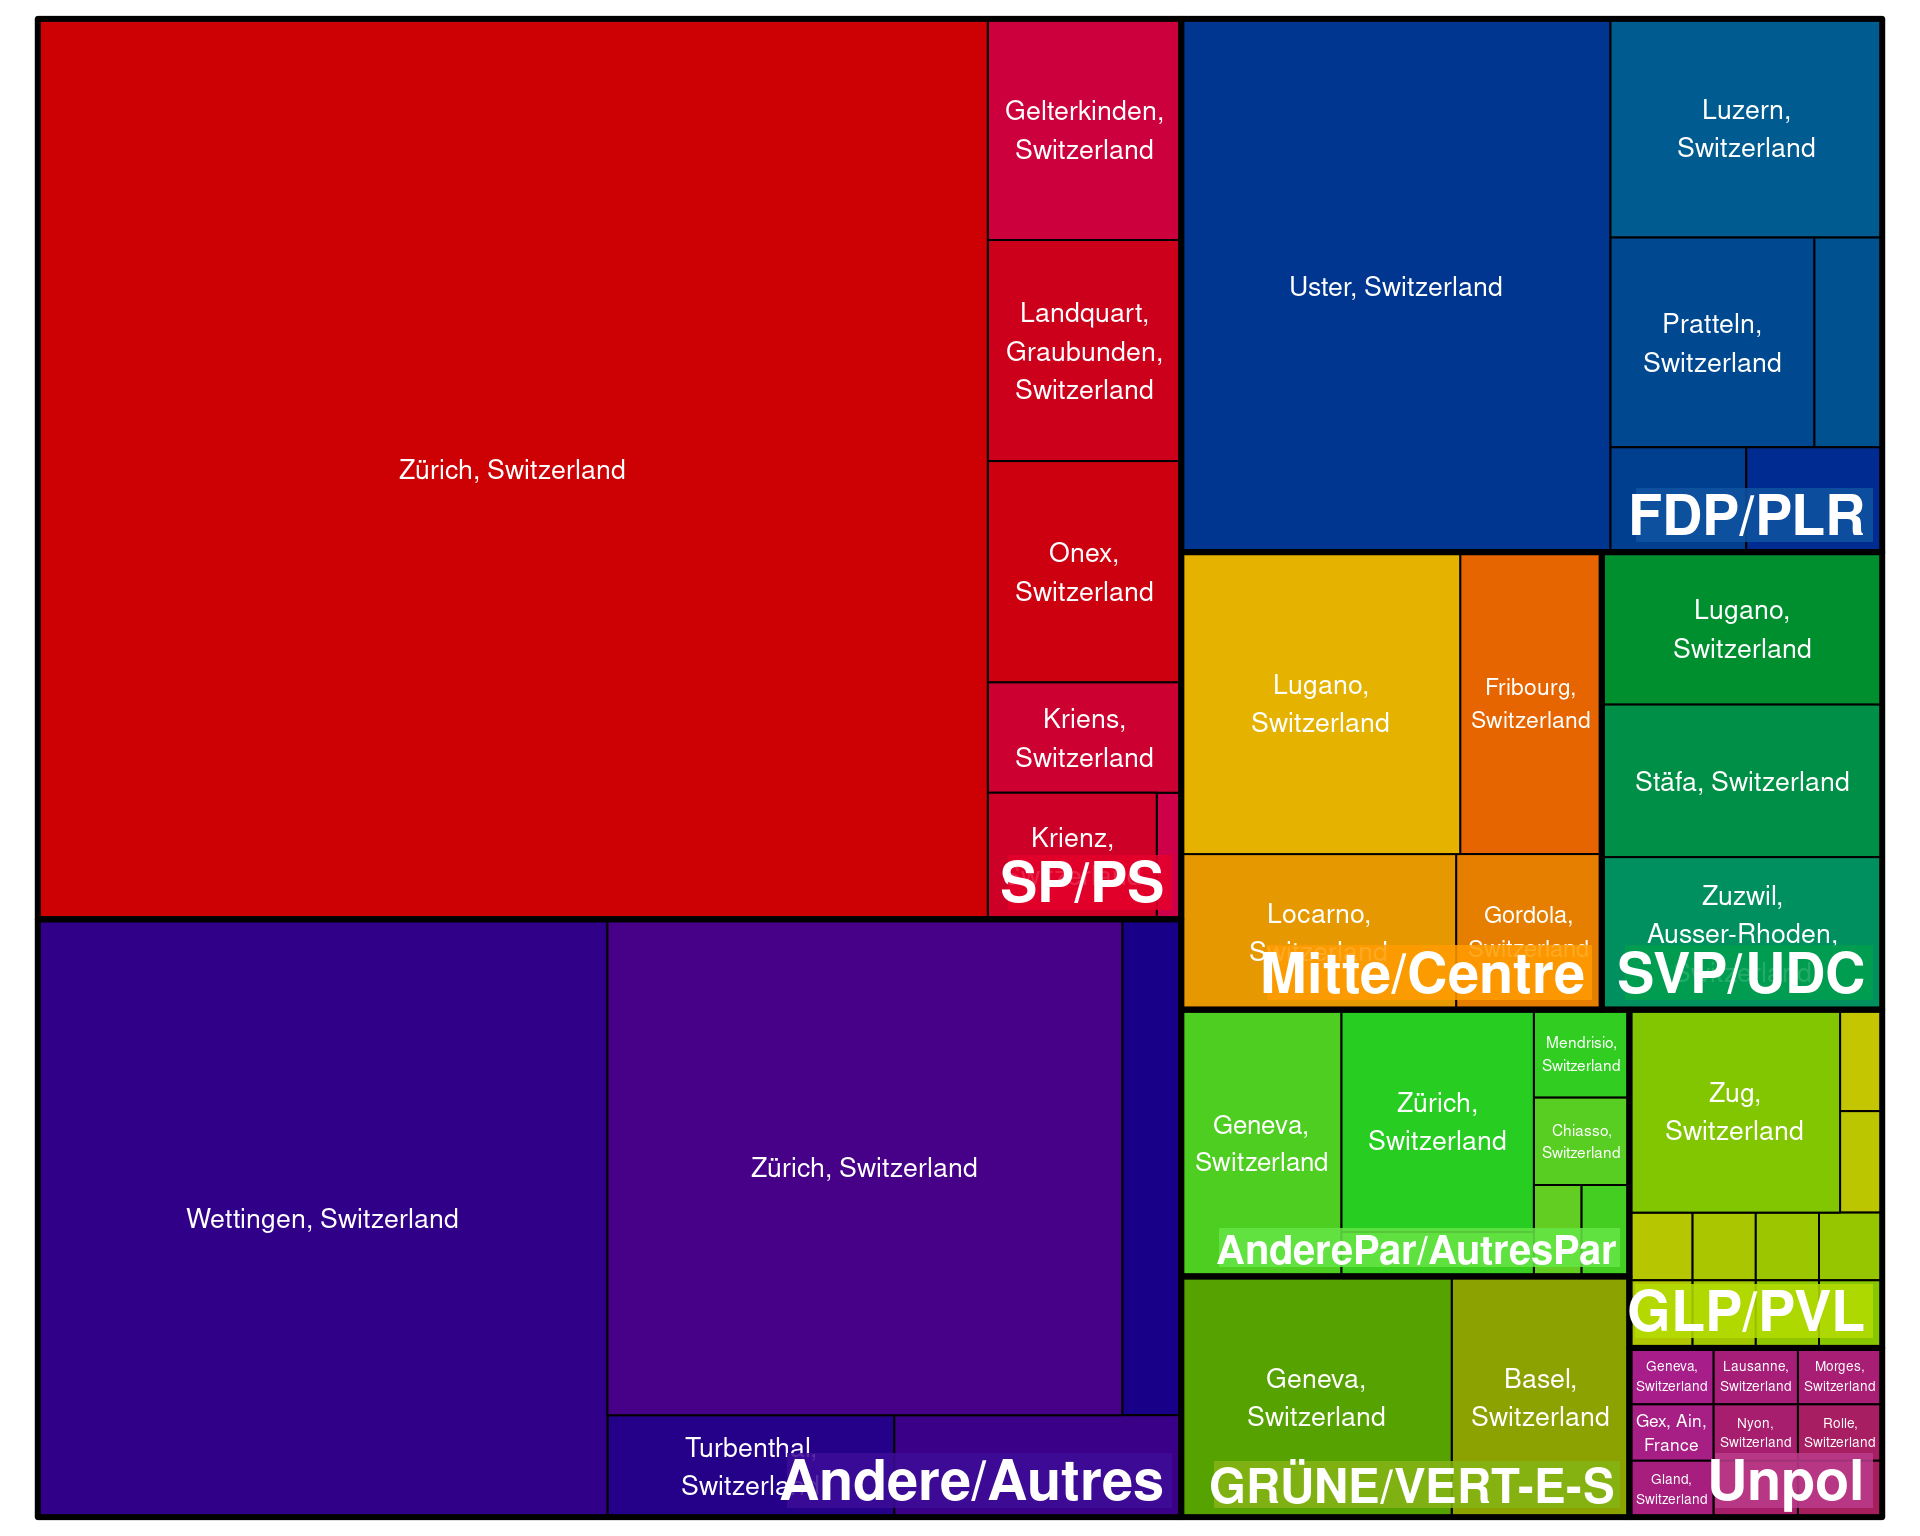 Zürich, Switzerland
Gelterkinden,
Switzerland
Landquart,
Graubunden,
Switzerland
Onex,
Switzerland
Kriens,
Switzerland
Krienz,
SP/PS
Wettingen, Switzerland
Zürich, Switzerland
Turbenthal,
Switzerland
Andere/Autres
Uster, Switzerland
Luzern,
Switzerland
Pratteln,
Switzerland
FDP/PLR
Lugano,
Switzerland
Fribourg,
Switzerland
Locarno,
Switzerland
Gordola,
Switzerland
Mitte/Centre
Lugano,
Switzerland
Stäfa, Switzerland
Zuzwil,
Ausser-Rhoden,
Switzerland
SVP/UDC
Geneva,
Switzerland
Zürich,
Switzerland
Mendrisio,
Switzerland
Chiasso,
Switzerland
AnderePar/AutresPar
Zug,
Switzerland
GLP/PVL
Geneva,
Switzerland
Basel,
Switzerland
GRÜNE/VERT-E-S
Geneva,
Switzerland
Lausanne,
Switzerland
Morges,
Switzerland
Gex, Ain,
France
Nyon,
Switzerland
Rolle,
Switzerland
Gland,
Switzerland
Unpol